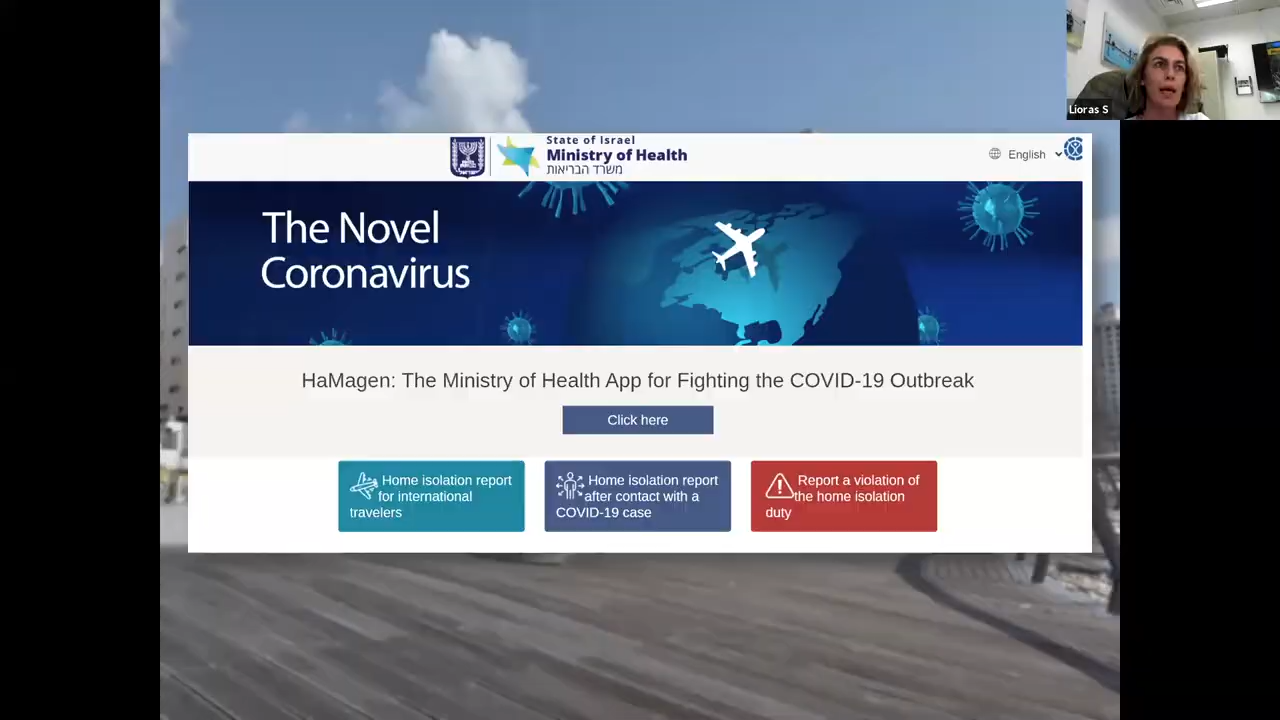 Lioras S
State of Israel
Ministry of Health
משרד הבריאות
English
The Novel
Coronavirus
HaMagen: The Ministry of Health App for Fighting the COVID-19 Outbreak
Click here
Home isolation report
for international
travelers
Home isolation report
after contact with a
COVID-19 case
Report a violation of
the home isolation
duty